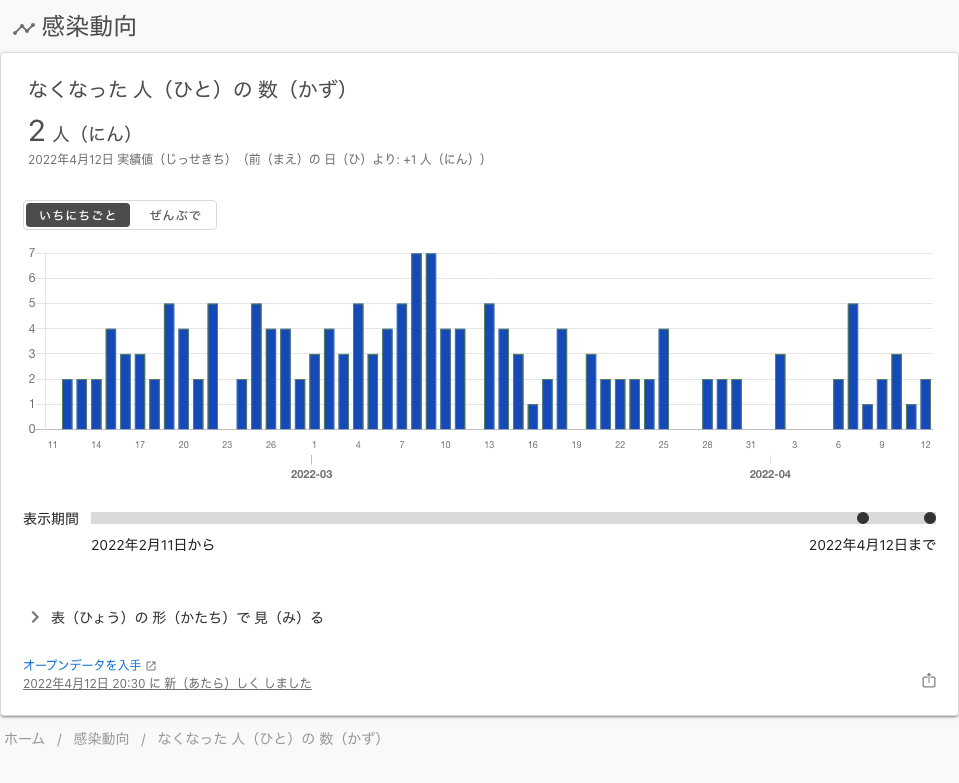 感染動向
なくなった 人（ひと）の 数（かず）
2 人（にん）
2022年4月12日 実績値（じっせきち）（前（まえ）の 日（ひ）より: +1 人（にん））
いちにちごと ぜんぶで
7
6
5
4
3
2
1
0
11 14 17 20 23 26 1 4 7 10 13 16 19 22 25 28 31 3 6 9 12
2022-03 2022-04
表示期間
2022年2月11日から 2022年4月12日まで
表（ひょう）の 形（かたち）で 見（み）る
オープンデータを入手
2022年4月12日 20:30 に 新（あたら）しく しました
ホーム / 感染動向 / なくなった 人（ひと）の 数（かず）